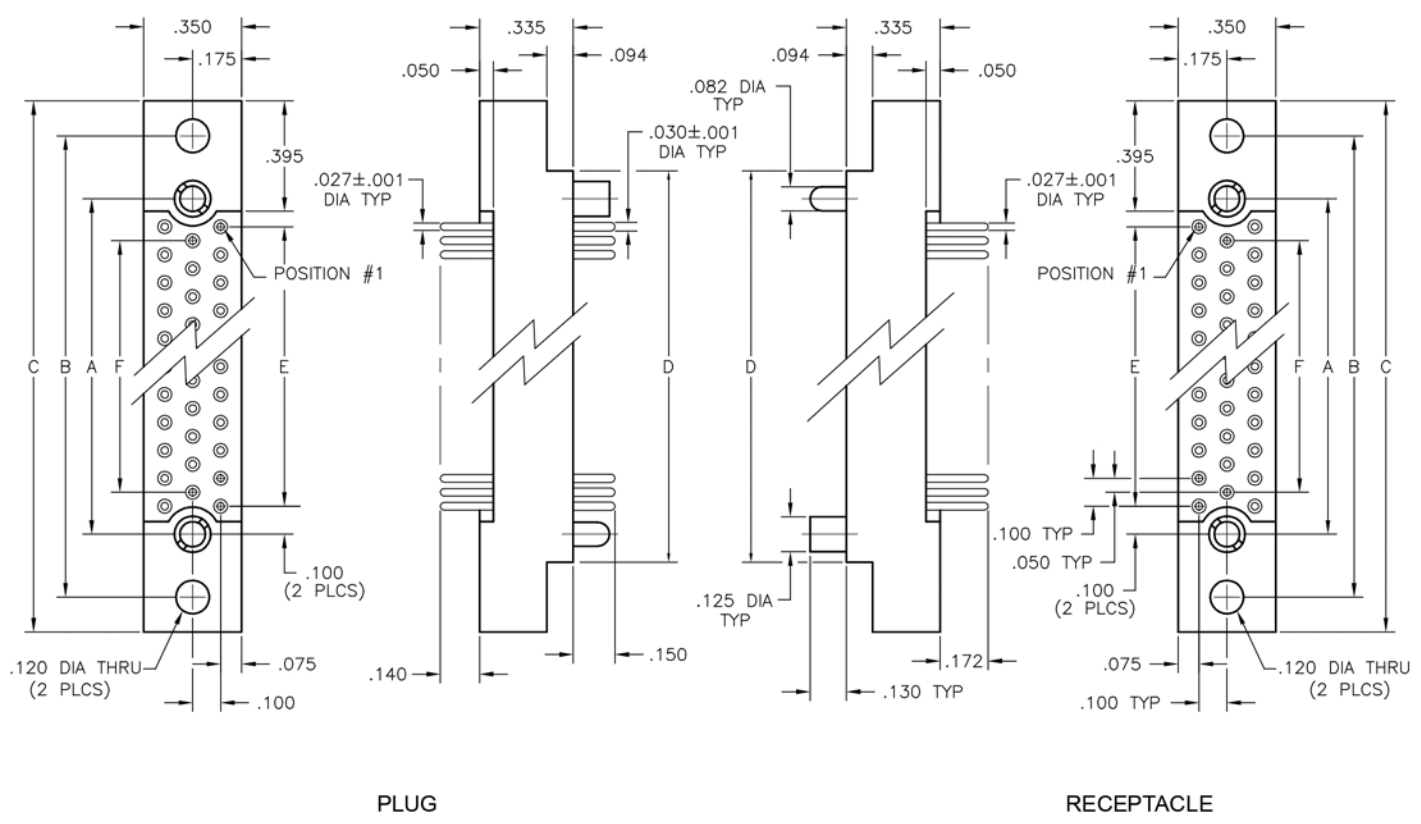 .350
.175
.395
C
B
A
F
E
POSITION #1
.100
(2 PLCS)
.120 DIA THRU
(2 PLCS)
.075
.100
.335
.050
.094
.030±.001
DIA TYP
.027±.001
DIA TYP
D
.140
.150
.335
.094
.050
.082 DIA
TYP
.027±.001
DIA TYP
D
.125 DIA
TYP
.172
.130 TYP
.350
.175
.395
POSITION #1
E
F
A
B
C
.100 TYP
.050 TYP
.100
(2 PLCS)
.075
.100 TYP
.120 DIA THRU
(2 PLCS)
PLUG
RECEPTACLE